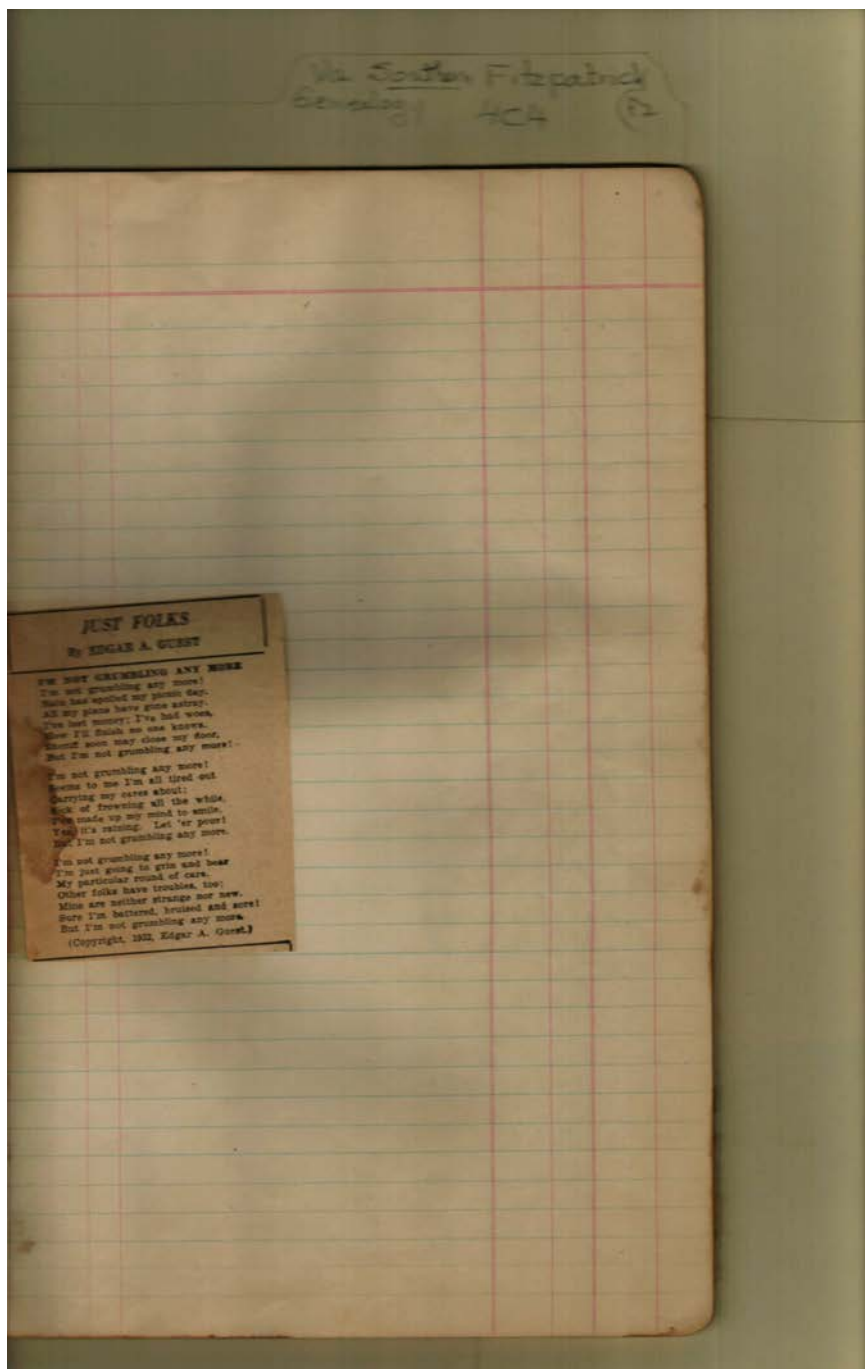 Va Southern Fitzpatrick
Genealogy 4C4
JUST FOLKS
By EDGAR A. GUEST
I'M NOT GRUMBLING ANY MORE
I'm not grumbling any more!
Rain has spoiled my picnic day.
All my plans have gone astray.
I've lost money; I've had woes,
How I'll finish no one knows.
Sheriff soon may close my door,
But I'm not grumbling any more!
I'm not grumbling any more!
Seems to me I'm all tired out
Carrying my cares about;
Sick of frowning all the while,
I've made up my mind to smile.
Yes, it's raining. Let 'er pour!
But I'm not grumbling any more.
I'm not grumbling any more!
I'm just going to grin and bear
My particular round of care.
Other folks have troubles, too;
Mine are neither strange nor new.
Sure I'm battered, bruised and sore!
But I'm not grumbling any more.
(Copyright, 1932, Edgar A. Guest.)